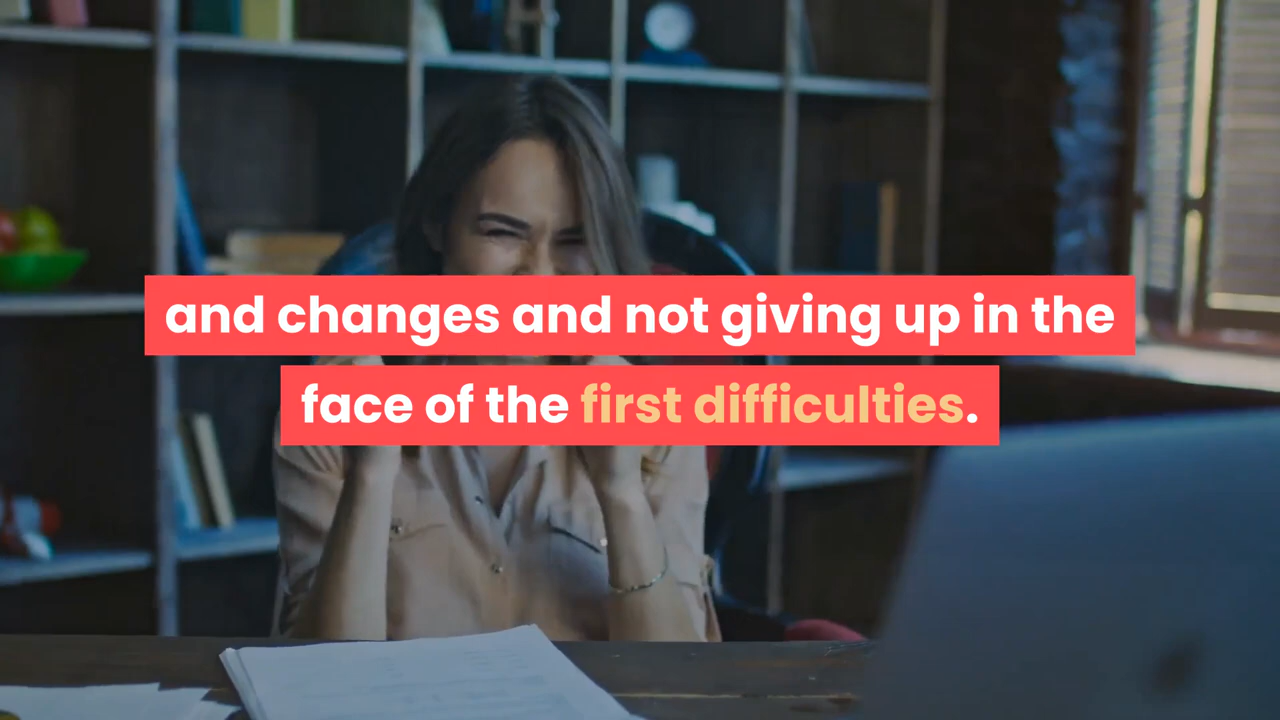 and changes and not giving up in the
face of the first difficulties.